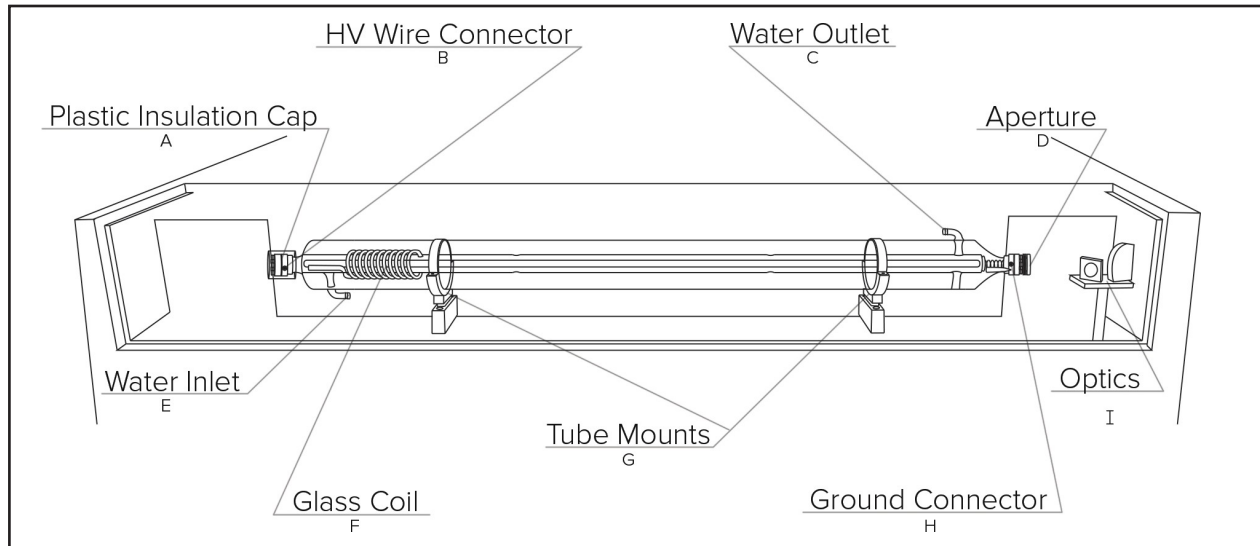 HV Wire Connector
B
Water Outlet
C
Plastic Insulation Cap
A
Aperture
D
Water Inlet
E
Optics
I
Tube Mounts
G
Glass Coil
F
Ground Connector
H